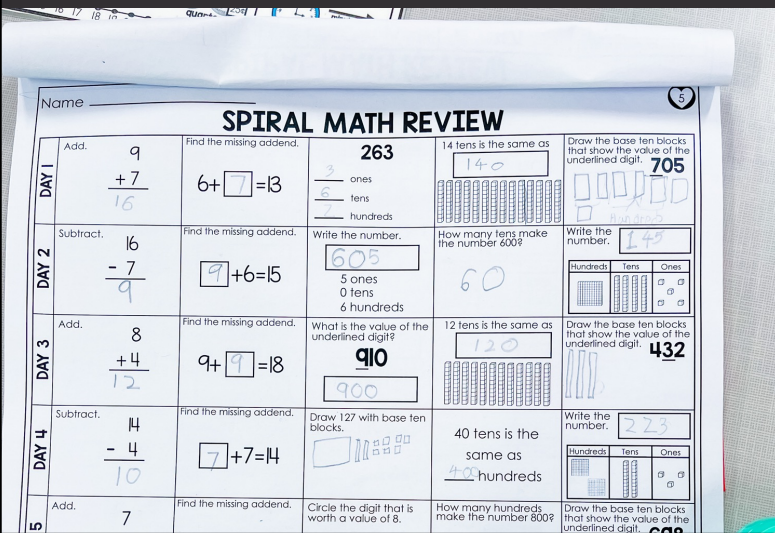 16 17 18 19
Name
5
SPIRAL MATH REVIEW
DAY 1
Add.
9
+7
16
Find the missing addend.
6+ 7 =13
263
3 ones
6 tens
2 hundreds
14 tens is the same as
140
Draw the base ten blocks
that show the value of the
underlined digit. 705
Hundreds
DAY 2
Subtract.
16
- 7
9
Find the missing addend.
9 +6=15
Write the number.
605
5 ones
0 tens
6 hundreds
How many tens make
the number 600?
60
Write the
number. 145
Hundreds Tens Ones
DAY 3
Add.
8
+4
12
Find the missing addend.
9+ 9 =18
What is the value of the
underlined digit?
910
900
12 tens is the same as
120
Draw the base ten blocks
that show the value of the
underlined digit. 432
DAY 4
Subtract.
14
- 4
10
Find the missing addend.
7 +7=14
Draw 127 with base ten
blocks.
40 tens is the
same as
400 hundreds
Write the
number. 223
Hundreds Tens Ones
5
Add.
7
Find the missing addend.
Circle the digit that is
worth a value of 8.
How many hundreds
make the number 800?
Draw the base ten blocks
that show the value of the
underlined